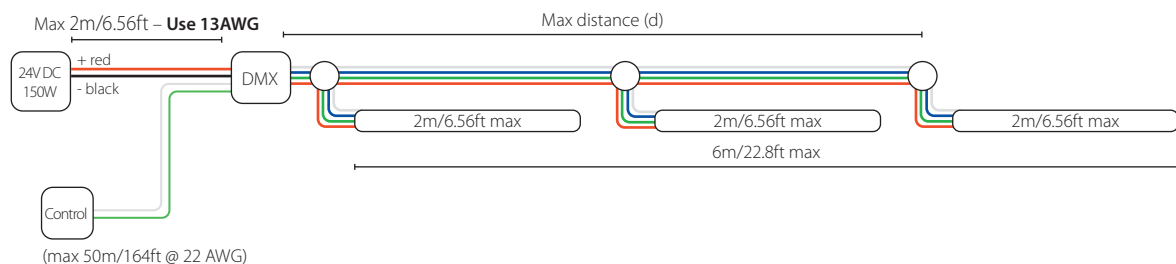 Max 2m/6.56ft – Use 13AWG
Max distance (d)
24V DC
150W
+ red
- black
DMX
2m/6.56ft max
2m/6.56ft max
2m/6.56ft max
6m/22.8ft max
Control
(max 50m/164ft @ 22 AWG)